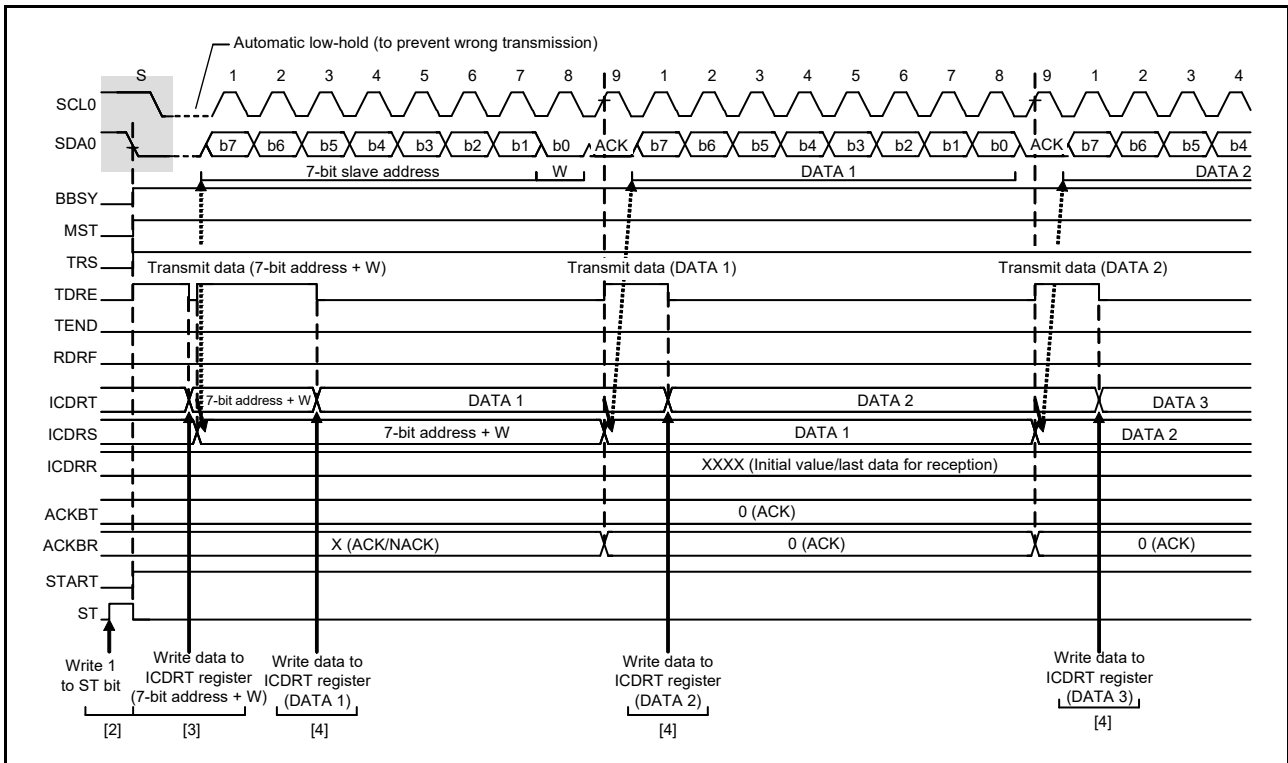 Automatic low-hold (to prevent wrong transmission)
S 1 2 3 4 5 6 7 8 9 1 2 3 4 5 6 7 8 9 1 2 3 4
SCL0
SDA0 b7 b6 b5 b4 b3 b2 b1 b0 ACK b7 b6 b5 b4 b3 b2 b1 b0 ACK b7 b6 b5 b4
7-bit slave address W DATA 1 DATA 2
BBSY
MST
TRS
Transmit data (7-bit address + W) Transmit data (DATA 1) Transmit data (DATA 2)
TDRE
TEND
RDRF
ICDRT 7-bit address + W DATA 1 DATA 2 DATA 3
ICDRS 7-bit address + W DATA 1 DATA 2
ICDRR XXXX (Initial value/last data for reception)
ACKBT 0 (ACK)
ACKBR X (ACK/NACK) 0 (ACK) 0 (ACK)
START
ST
Write 1
to ST bit
Write data to
ICDRT register
(7-bit address + W)
Write data to
ICDRT register
(DATA 1)
Write data to
ICDRT register
(DATA 2)
Write data to
ICDRT register
(DATA 3)
[2] [3] [4] [4] [4]